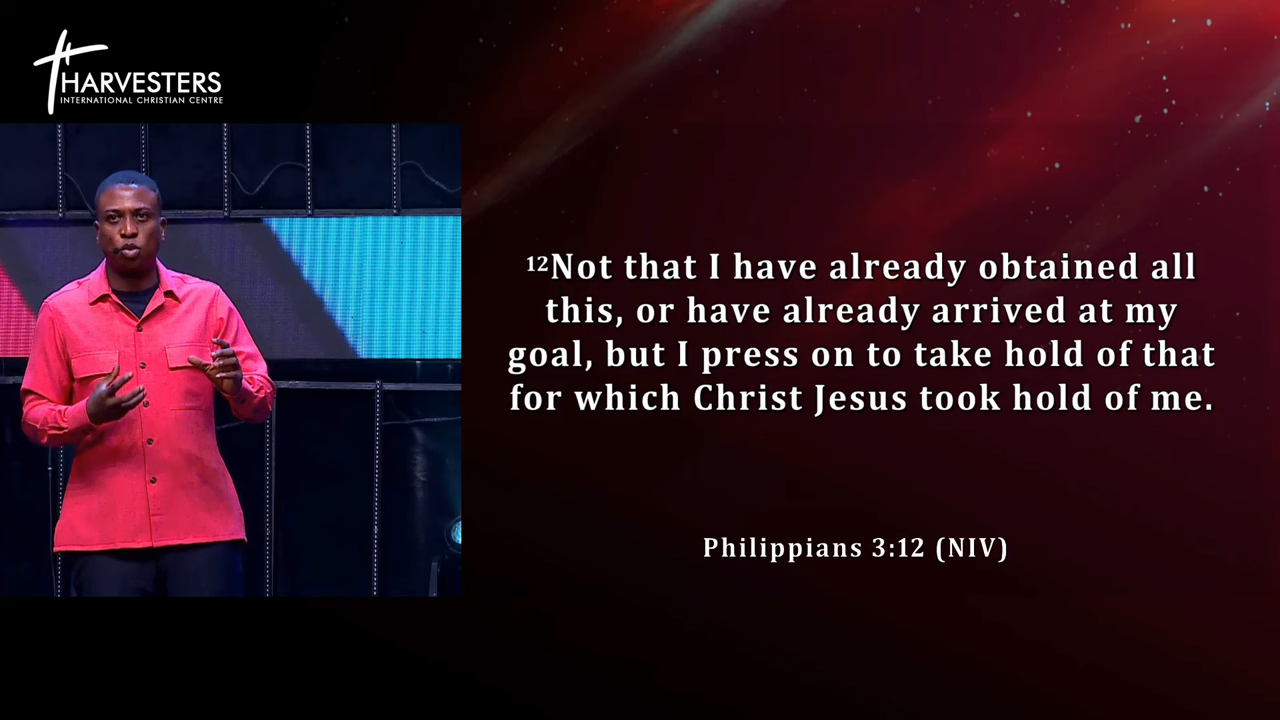 HARVESTERS
INTERNATIONAL CHRISTIAN CENTRE
¹²Not that I have already obtained all
this, or have already arrived at my
goal, but I press on to take hold of that
for which Christ Jesus took hold of me.
Philippians 3:12 (NIV)